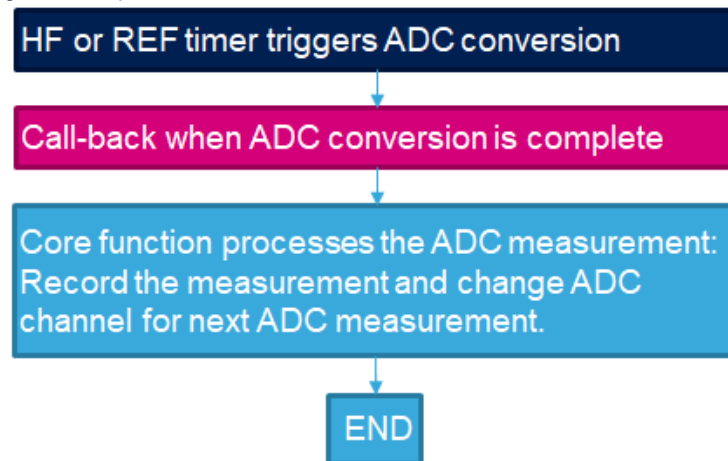 HF or REF timer triggers ADC conversion
Call-back when ADC conversion is complete
Core function processes the ADC measurement:
Record the measurement and change ADC
channel for next ADC measurement.
END